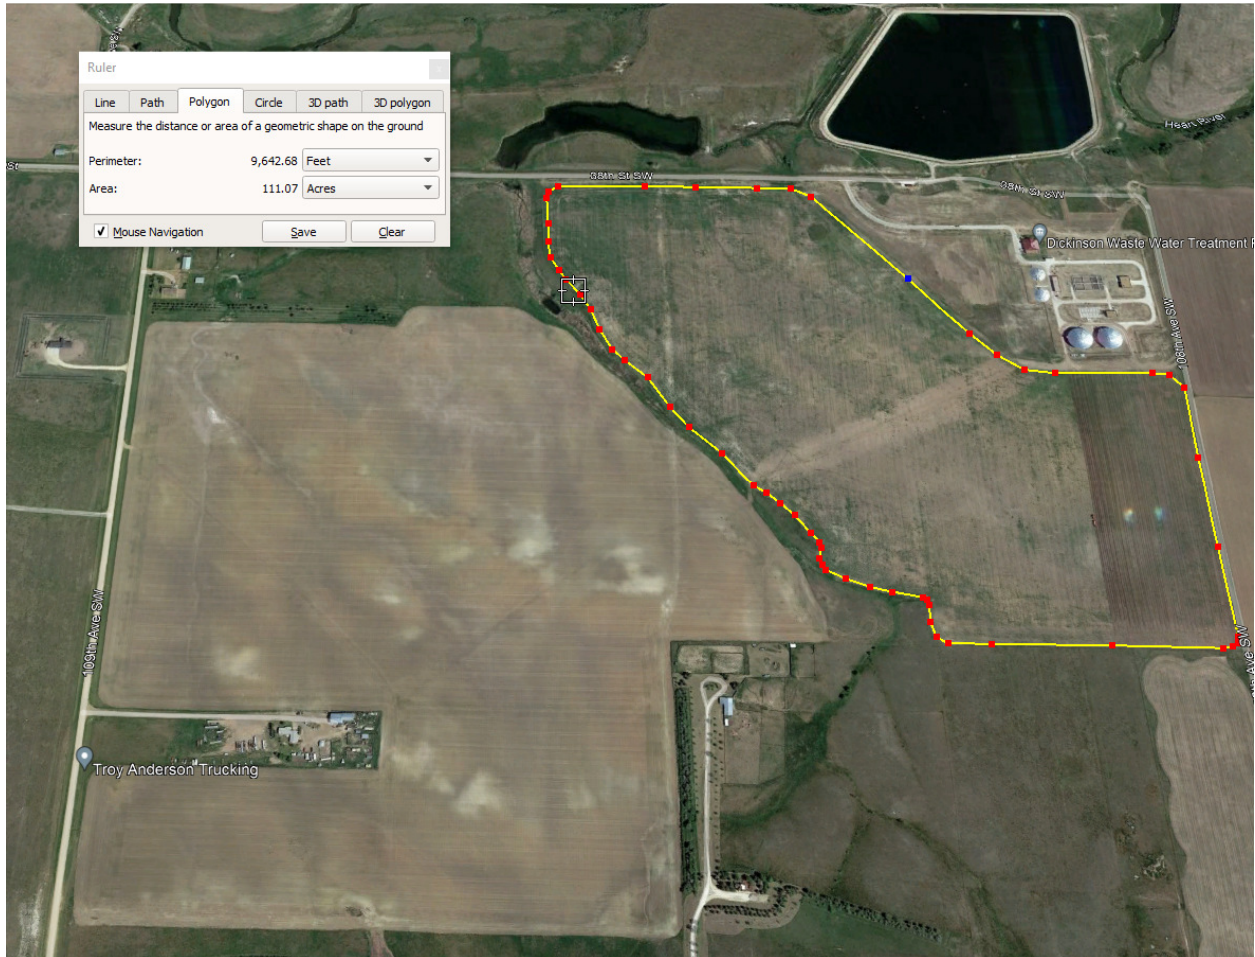 Ruler
Line Path Polygon Circle 3D path 3D polygon
Measure the distance or area of a geometric shape on the ground
Perimeter: 9,642.68 Feet
Area: 111.07 Acres
Mouse Navigation Save Clear
Heart River
38th St SW
38th St SW
Dickinson Waste Water Treatment
108th Ave SW
109th Ave SW
Ave SW
Troy Anderson Trucking